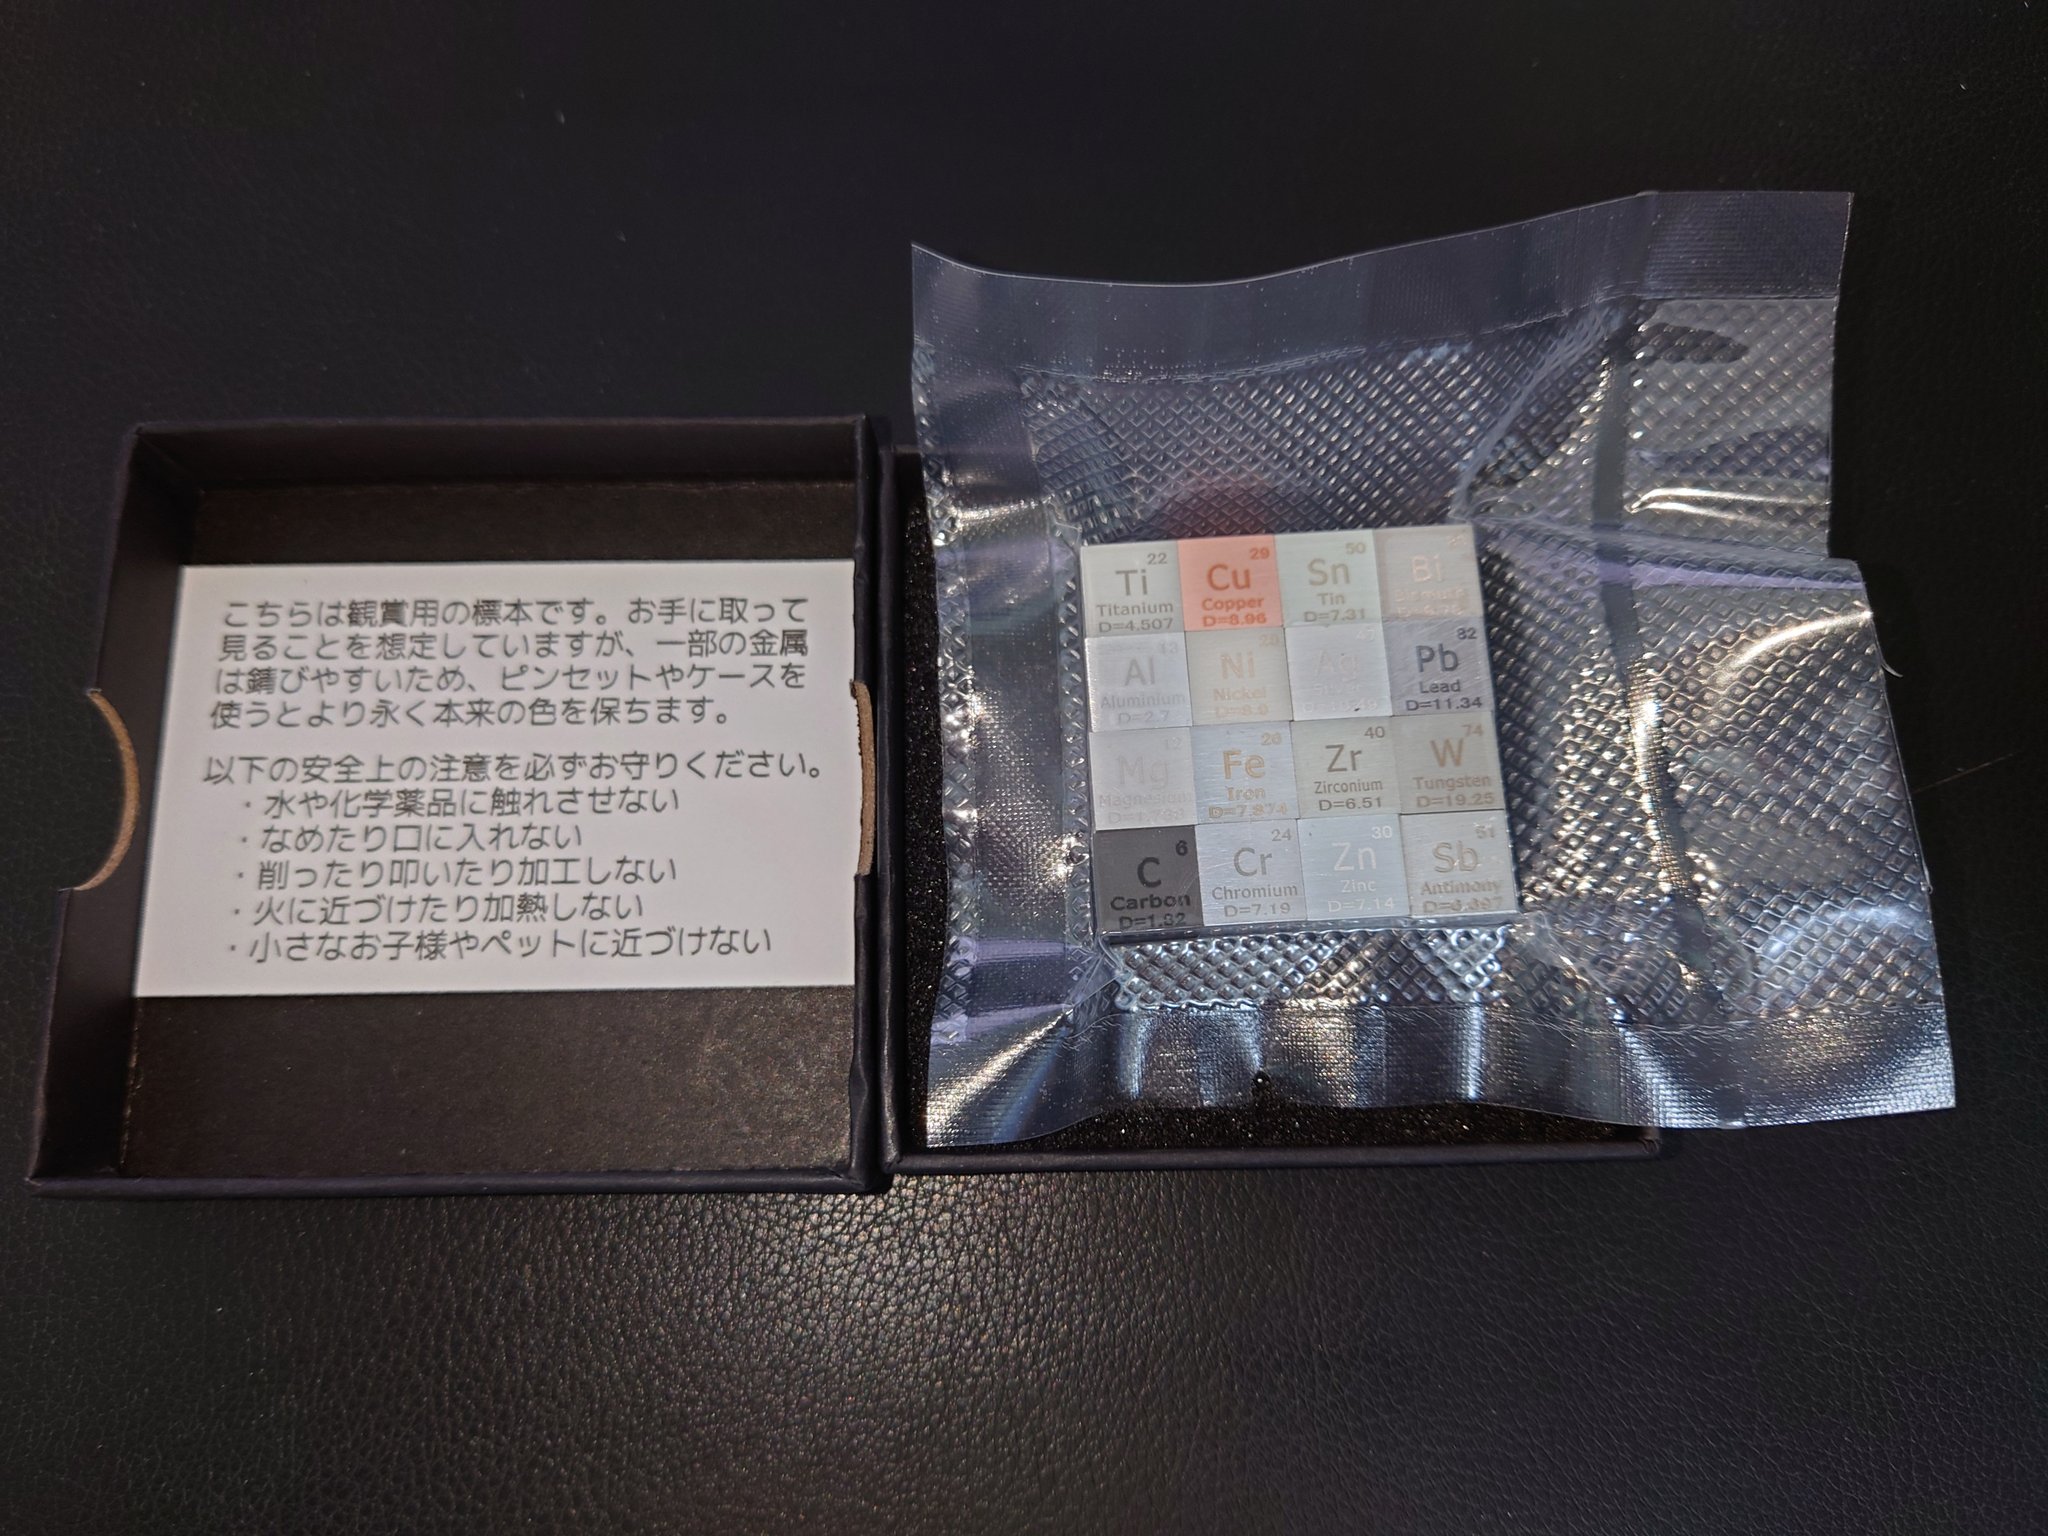 こちらは観賞用の標本です。お手に取って
見ることを想定していますが、一部の金属
は錆びやすいため、ピンセットやケースを
使うとより永く本来の色を保ちます。
以下の安全上の注意を必ずお守りください。
・水や化学薬品に触れさせない
・なめたり口に入れない
・削ったり叩いたり加工しない
・火に近づけたり加熱しない
・小さなお子様やペットに近づけない
22
Ti
Titanium
D=4.507
29
Cu
Copper
D=8.96
50
Sn
Tin
D=7.31
Bi
13
Al
Aluminium
D=2.7
Ni
Nickel
Ag
82
Pb
Lead
D=11.34
12
Mg
Magnesium
D=1.738
26
Fe
Iron
D=7.874
40
Zr
Zirconium
D=6.51
74
W
Tungsten
D=19.25
6
C
Carbon
D=1.82
24
Cr
Chromium
D=7.19
30
Zn
Zinc
D=7.14
51
Sb
Antimony